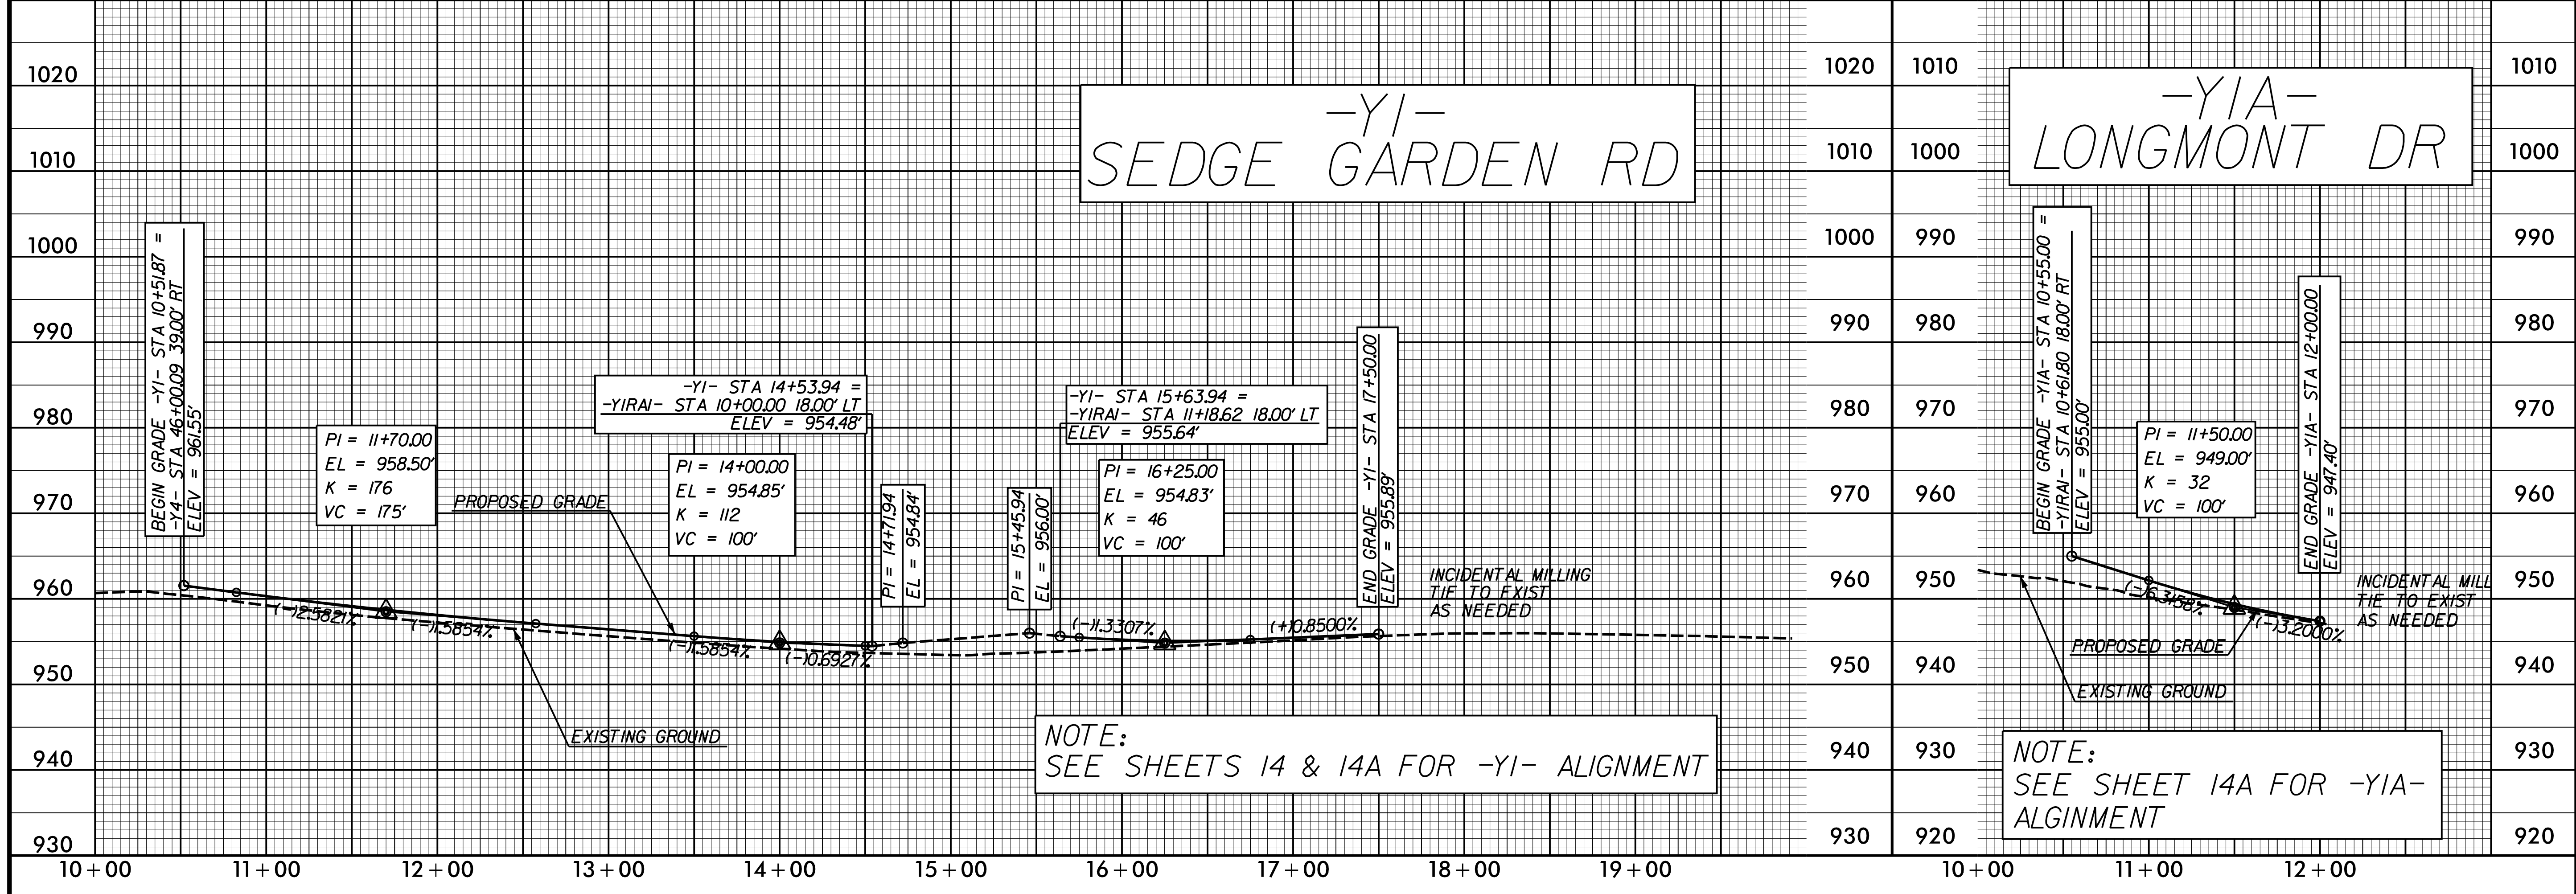 1020
1010
1000
990
980
970
960
950
940
930
-Y1-
SEDGE GARDEN RD
BEGIN GRADE -Y1- STA 10+51.87 =
-Y4- STA 46+00.09 39.00' RT
ELEV = 961.55'
PI = 11+70.00
EL = 958.50'
K = 176
VC = 175'
PROPOSED GRADE
-Y1- STA 14+53.94 =
-Y1RA1- STA 10+00.00 18.00' LT
ELEV = 954.48'
PI = 14+00.00
EL = 954.85'
K = 112
VC = 100'
PI = 14+71.94
EL = 954.84'
PI = 15+45.94
EL = 956.00'
-Y1- STA 15+63.94 =
-Y1RA1- STA 11+18.62 18.00' LT
ELEV = 955.64'
PI = 16+25.00
EL = 954.83'
K = 46
VC = 100'
END GRADE -Y1- STA 17+50.00
ELEV = 955.89'
INCIDENTAL MILLING
TIE TO EXIST
AS NEEDED
(-)2.5821%
(-)1.5854%
(-)1.5854%
(-)0.6927%
(-)1.3307%
(+)0.8500%
EXISTING GROUND
NOTE:
SEE SHEETS 14 & 14A FOR -Y1- ALIGNMENT
10+00 11+00 12+00 13+00 14+00 15+00 16+00 17+00 18+00 19+00
1020 1010
1010 1000
1000 990
990 980
980 970
970 960
960 950
950 940
940 930
930 920
-Y1A-
LONGMONT DR
BEGIN GRADE -Y1A- STA 10+55.00 =
-Y1RA1- STA 10+61.80 18.00' RT
ELEV = 955.00'
PI = 11+50.00
EL = 949.00'
K = 32
VC = 100'
END GRADE -Y1A- STA 12+00.00
ELEV = 947.40'
INCIDENTAL MILL
TIE TO EXIST
AS NEEDED
(-)6.3158%
(-)3.2000%
PROPOSED GRADE
EXISTING GROUND
NOTE:
SEE SHEET 14A FOR -Y1A-
ALGINMENT
10+00 11+00 12+00
1010
1000
990
980
970
960
950
940
930
920